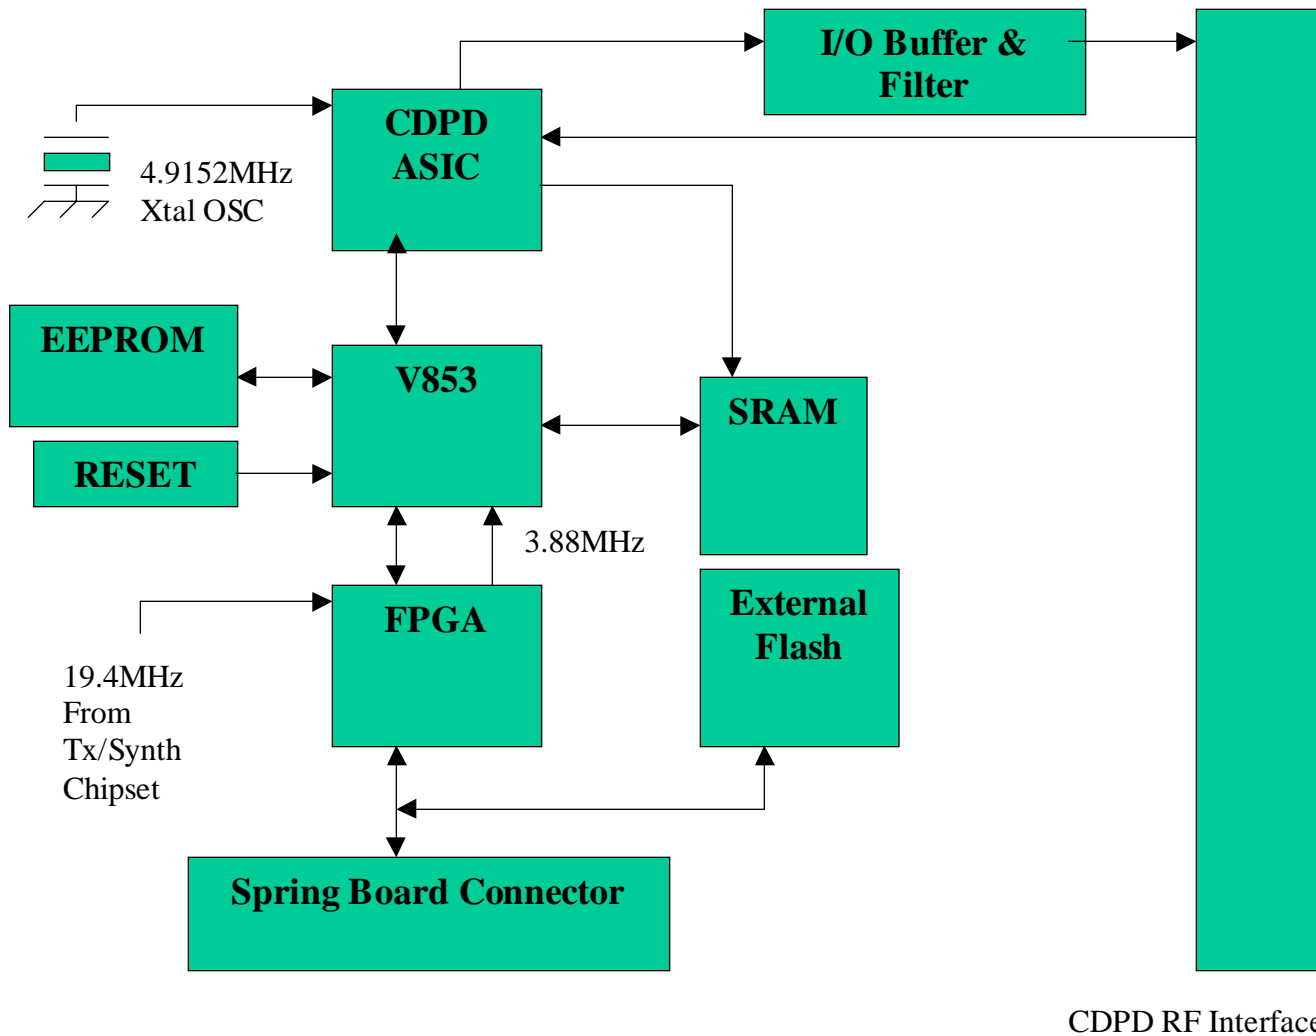 I/O Buffer &
Filter
CDPD
ASIC
4.9152MHz
Xtal OSC
EEPROM
V853
SRAM
RESET
3.88MHz
FPGA
External
Flash
19.4MHz
From
Tx/Synth
Chipset
Spring Board Connector
CDPD RF Interface